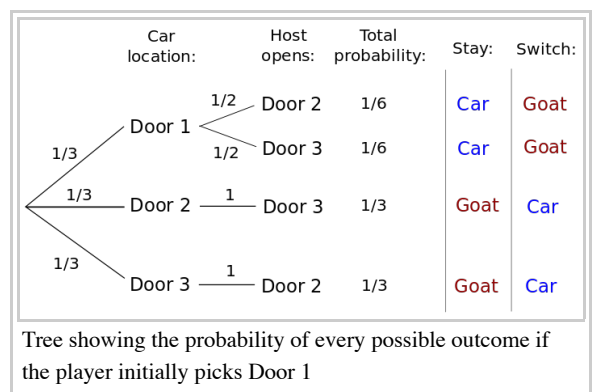 Car Host Total
location: opens: probability: Stay: Switch:
1/2 Door 2 1/6 Car Goat
Door 1
1/3 1/2 Door 3 1/6 Car Goat
1/3 Door 2 1 Door 3 1/3 Goat Car
1/3 Door 3 1 Door 2 1/3 Goat Car
Tree showing the probability of every possible outcome if
the player initially picks Door 1